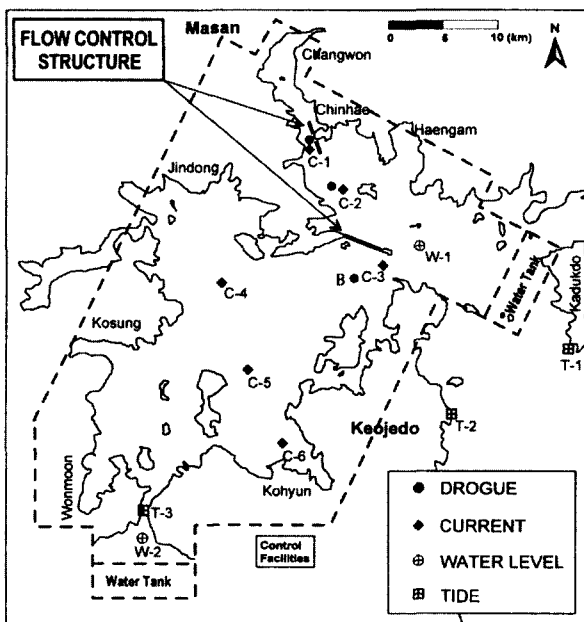 Masan
0 5 10 (km)
FLOW CONTROL
STRUCTURE
Changwon
N
Chinhae
Haengam
C-1
Jindong
C-2
W-1
Water Tank
Kadukdo
B
C-3
C-4
Kosung
T-1
C-5
Keojedo
T-2
C-6
Wonmoon
Kohyun
T-3
W-2
Control
Facilities
Water Tank
DROGUE
CURRENT
WATER LEVEL
TIDE